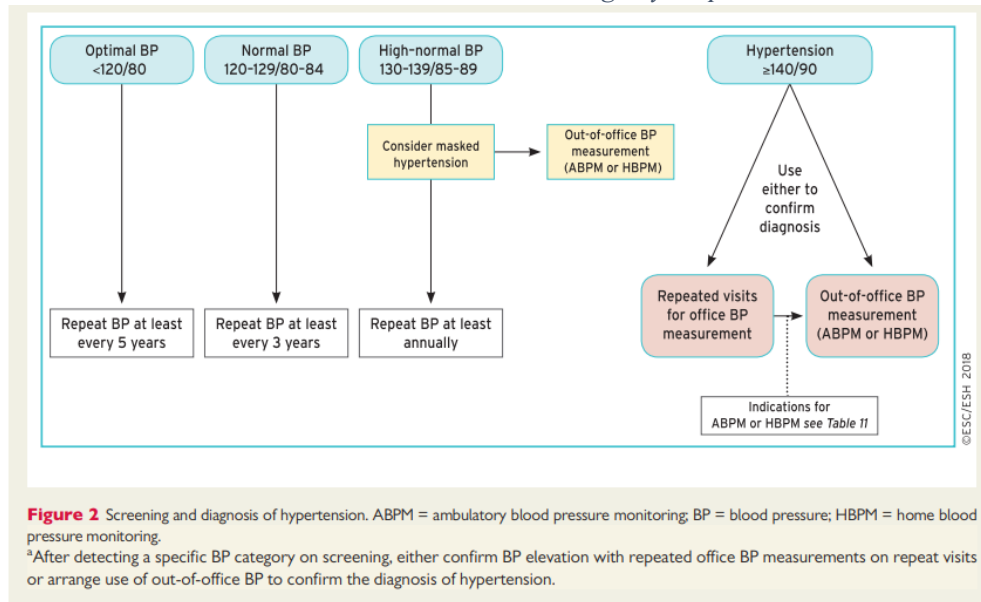 Optimal BP
<120/80
Normal BP
120–129/80–84
High-normal BP
130–139/85–89
Hypertension
≥140/90
Consider masked
hypertension
Out-of-office BP
measurement
(ABPM or HBPM)
Use
either to
confirm
diagnosis
Repeat BP at least
every 5 years
Repeat BP at least
every 3 years
Repeat BP at least
annually
Repeated visits
for office BP
measurement
Out-of-office BP
measurement
(ABPM or HBPM)
Indications for
ABPM or HBPM see Table 11
©ESC/ESH 2018
Figure 2 Screening and diagnosis of hypertension. ABPM = ambulatory blood pressure monitoring; BP = blood pressure; HBPM = home blood
pressure monitoring.
aAfter detecting a specific BP category on screening, either confirm BP elevation with repeated office BP measurements on repeat visits
or arrange use of out-of-office BP to confirm the diagnosis of hypertension.